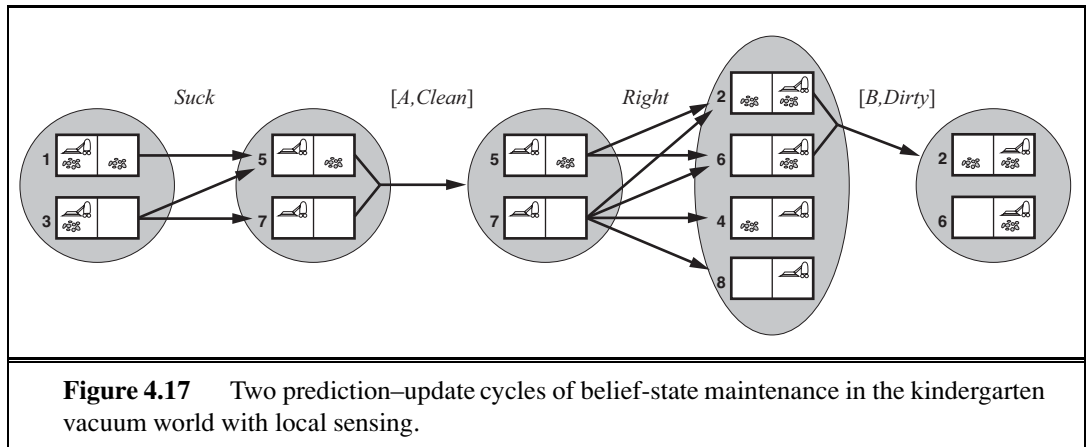 Suck [A,Clean] Right [B,Dirty]
1 5 5 2 2
3 7 7 6 6
4
8
Figure 4.17 Two prediction–update cycles of belief-state maintenance in the kindergarten
vacuum world with local sensing.